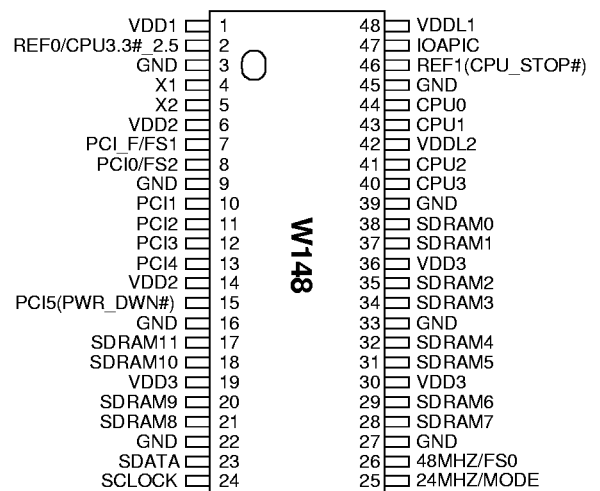 VDD1 1 48 VDDL1
REF0/CPU3.3#_2.5 2 47 IOAPIC
GND 3 46 REF1(CPU_STOP#)
X1 4 45 GND
X2 5 44 CPU0
VDD2 6 43 CPU1
PCI_F/FS1 7 42 VDDL2
PCI0/FS2 8 41 CPU2
GND 9 40 CPU3
PCI1 10 39 GND
PCI2 11 38 SDRAM0
PCI3 12 37 SDRAM1
PCI4 13 36 VDD3
VDD2 14 35 SDRAM2
PCI5(PWR_DWN#) 15 34 SDRAM3
GND 16 33 GND
SDRAM11 17 32 SDRAM4
SDRAM10 18 31 SDRAM5
VDD3 19 30 VDD3
SDRAM9 20 29 SDRAM6
SDRAM8 21 28 SDRAM7
GND 22 27 GND
SDATA 23 26 48MHZ/FS0
SCLOCK 24 25 24MHZ/MODE
W148